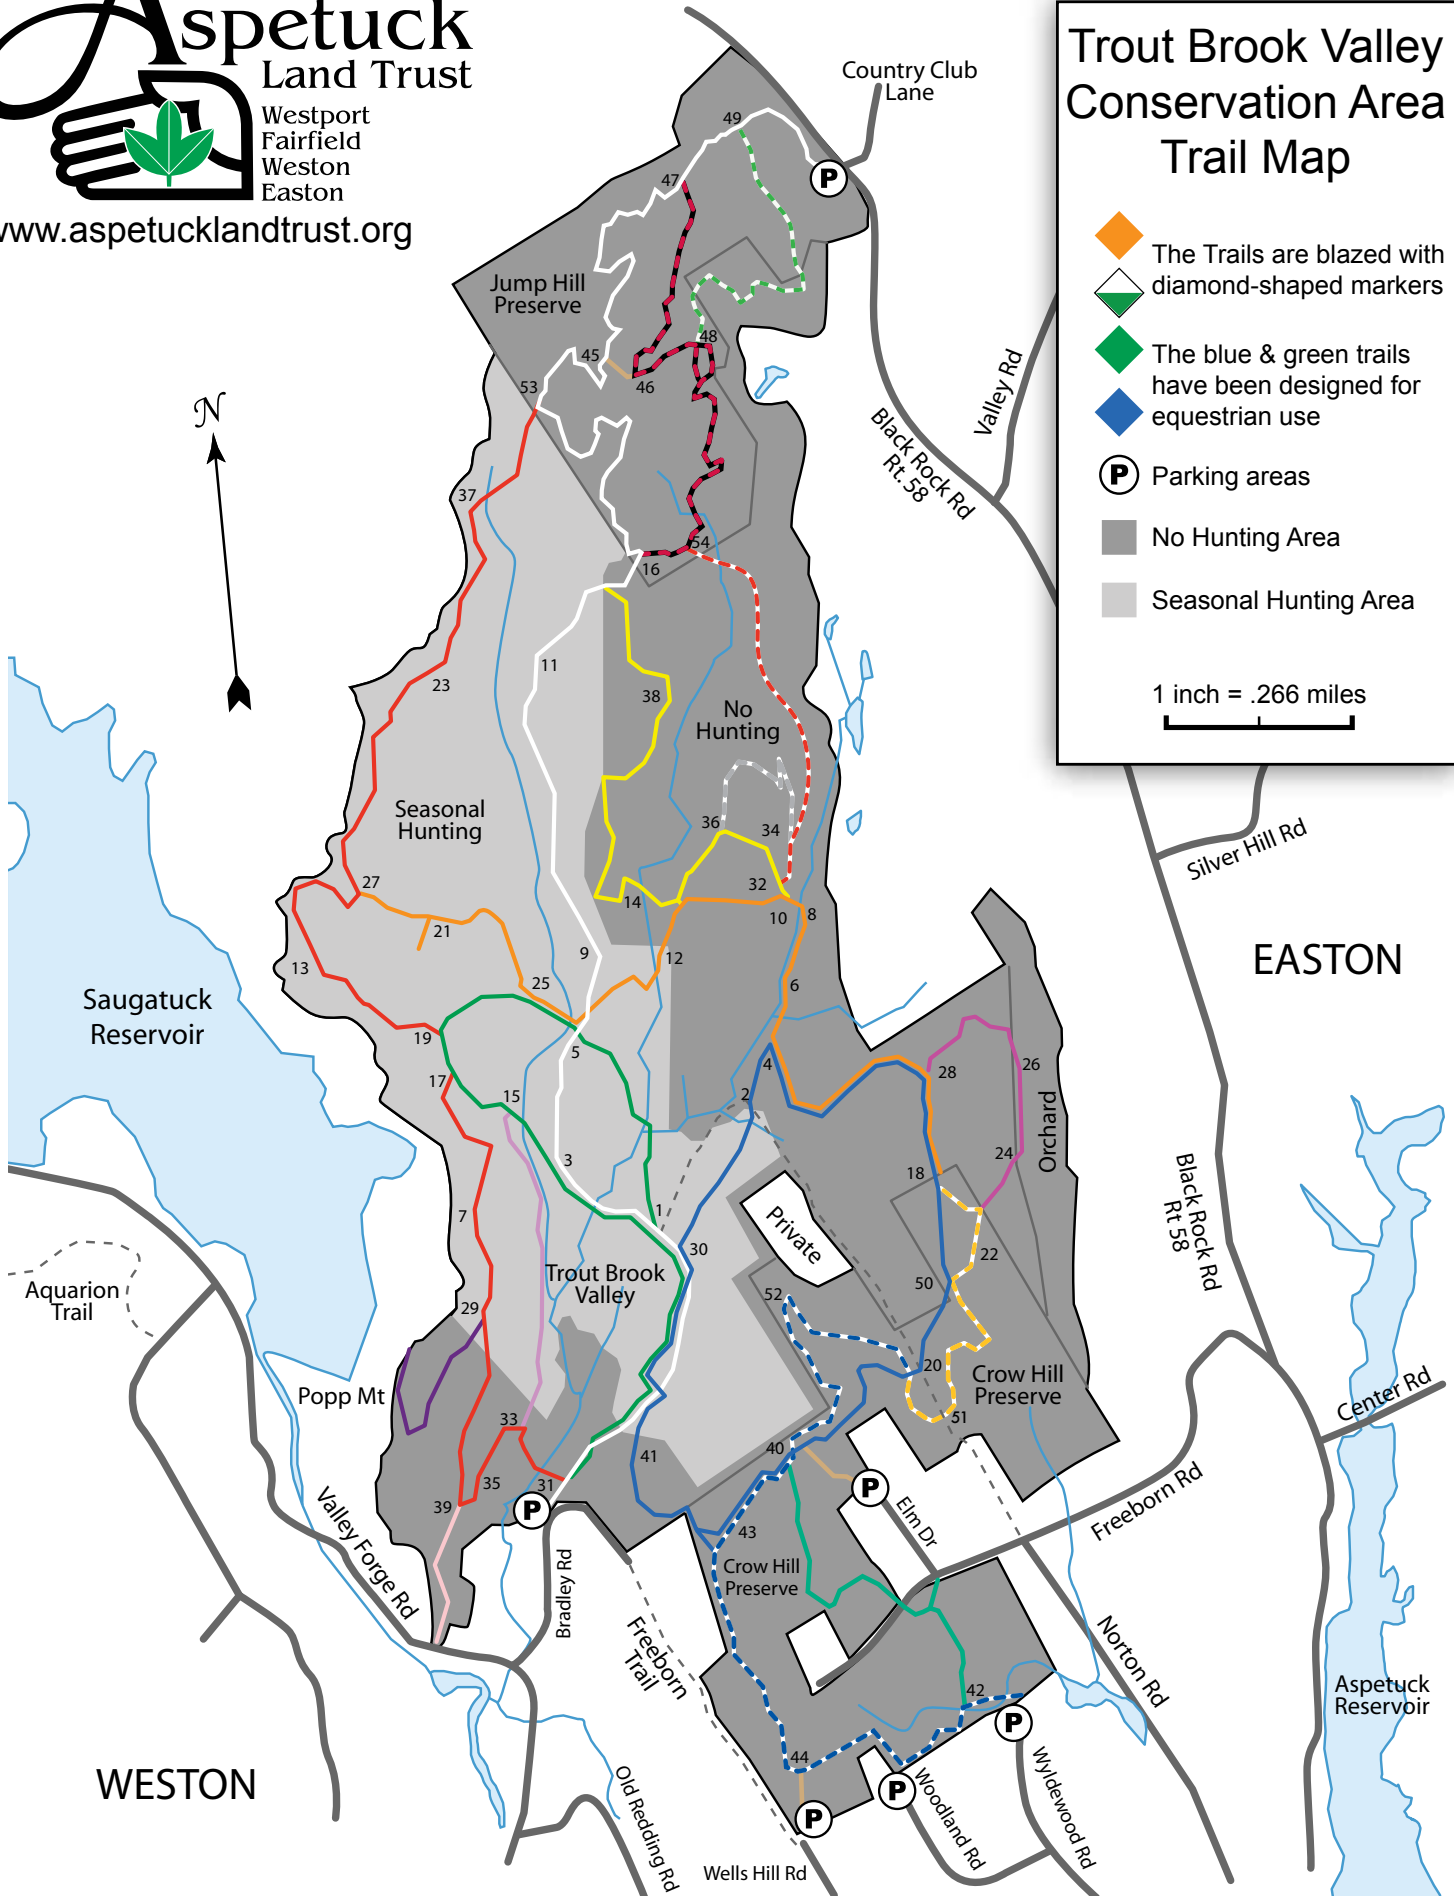 Aspetuck
Land Trust
Westport
Fairfield
Weston
Easton
www.aspetucklandtrust.org
Trout Brook Valley
Conservation Area
Trail Map
The Trails are blazed with
diamond-shaped markers
The blue & green trails
have been designed for
equestrian use
P Parking areas
No Hunting Area
Seasonal Hunting Area
1 inch = .266 miles
Country Club
Lane
49
P
47
Jump Hill
Preserve
48
45
46
53
N
Valley Rd
Black Rock Rd
Rt. 58
37
54
16
11
23
38
No
Hunting
Seasonal
Hunting
36
34
Silver Hill Rd
27
32
14
10
8
21
9
12
EASTON
13
25
6
Saugatuck
Reservoir
19
5
4
28
26
17
15
2
Orchard
3
18
24
Black Rock Rd
Rt 58
7
1
Private
30
22
Trout Brook
Valley
50
Aquarion
Trail
29
52
20
Crow Hill
Preserve
Popp Mt
Center Rd
33
51
40
41
35
31
39
P
P
Elm Dr
Freeborn Rd
Valley Forge Rd
43
Crow Hill
Preserve
Bradley Rd
Freeborn
Trail
Norton Rd
42
Aspetuck
Reservoir
P
44
WESTON
Old Redding Rd
P
P
Woodland Rd
Wyldewood Rd
Wells Hill Rd